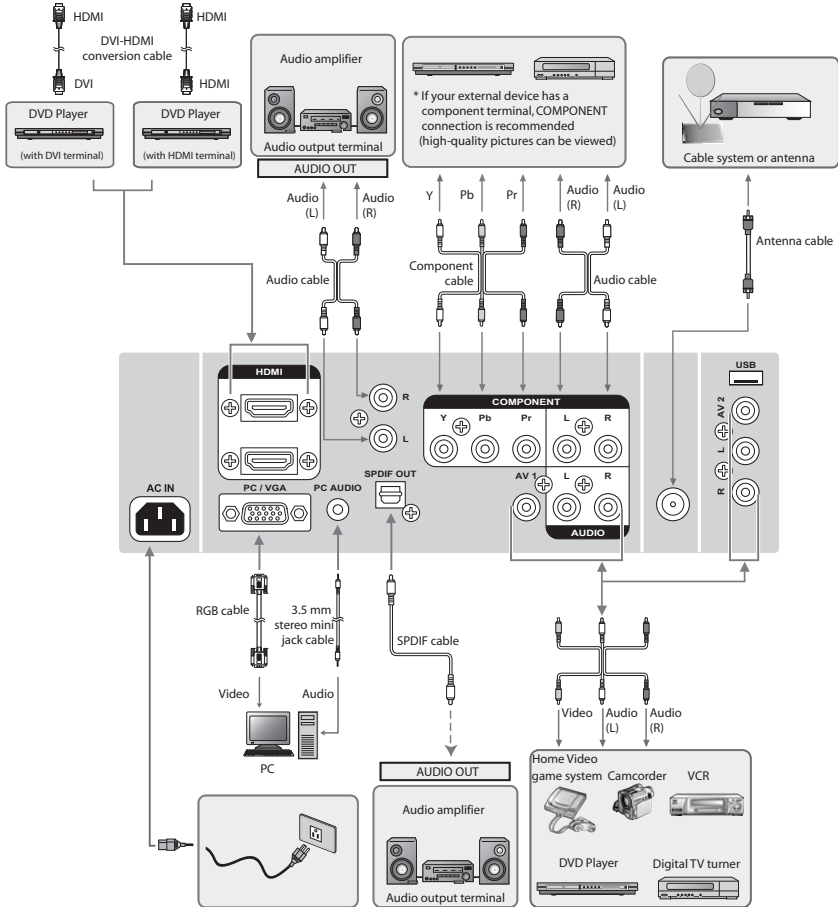 HDMI
HDMI
DVI-HDMI
conversion cable
DVI
HDMI
DVD Player
(with DVI terminal)
DVD Player
(with HDMI terminal)
Audio amplifier
Audio output terminal
AUDIO OUT
Audio
(L)
Audio
(R)
Audio cable
* If your external device has a
component terminal, COMPONENT
connection is recommended
(high-quality pictures can be viewed)
Y
Pb
Pr
Audio
(R)
Audio
(L)
Component
cable
Audio cable
Cable system or antenna
Antenna cable
HDMI
R
L
COMPONENT
Y
Pb
Pr
L
R
AV 1
L
R
AUDIO
USB
AV 2
L
R
AC IN
PC / VGA
PC AUDIO
SPDIF OUT
RGB cable
3.5 mm
stereo mini
jack cable
SPDIF cable
Video
Audio
PC
Video
Audio
(L)
Audio
(R)
AUDIO OUT
Audio amplifier
Audio output terminal
Home Video
game system
Camcorder
VCR
DVD Player
Digital TV turner